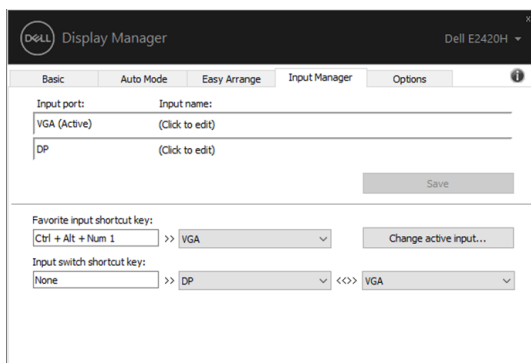 x
DELL Display Manager Dell E2420H
Basic Auto Mode Easy Arrange Input Manager Options i
Input port: Input name:
VGA (Active) (Click to edit)
DP (Click to edit)
Save
Favorite input shortcut key:
Ctrl + Alt + Num 1 >> VGA Change active input...
Input switch shortcut key:
None >> DP <<>> VGA